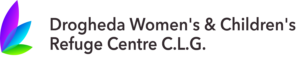 Drogheda Women's & Children's
Refuge Centre C.L.G.